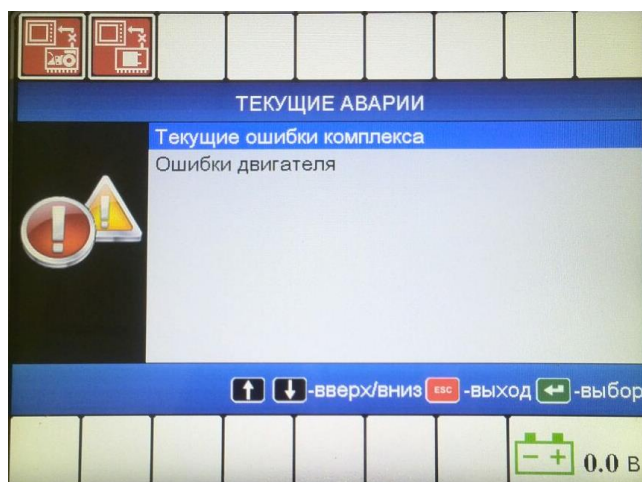 ТЕКУЩИЕ АВАРИИ
Текущие ошибки комплекса
Ошибки двигателя
-вверх/вниз ESC -выход -выбор
0.0 В